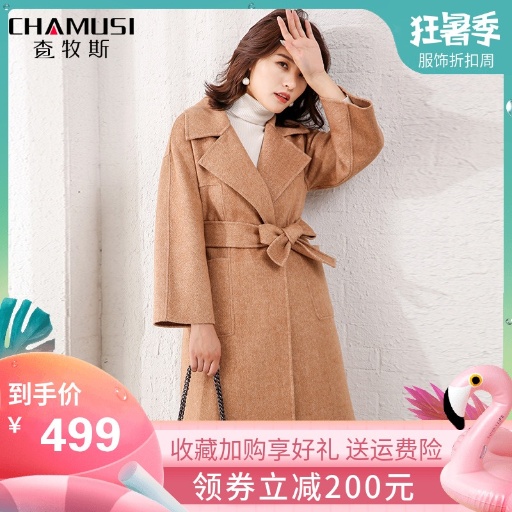 CHAMUSI
査牧斯
狂暑季
服饰折扣周
到手价
¥ 499
收藏加购享好礼 送运费险
领券立减200元